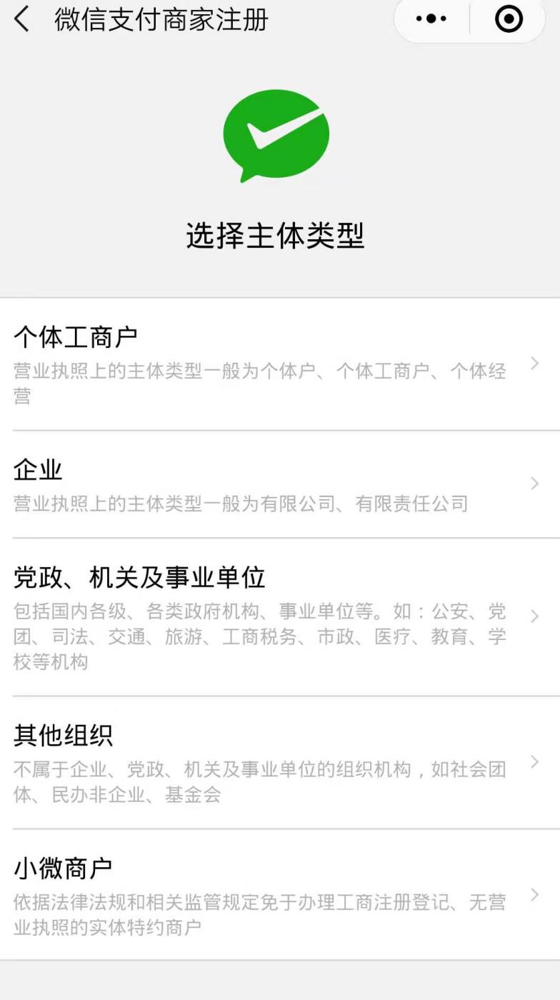 微信支付商家注册
选择主体类型
个体工商户
营业执照上的主体类型一般为个体户、个体工商户、个体经
营
企业
营业执照上的主体类型一般为有限公司、有限责任公司
党政、机关及事业单位
包括国内各级、各类政府机构、事业单位等。如：公安、党
团、司法、交通、旅游、工商税务、市政、医疗、教育、学
校等机构
其他组织
不属于企业、党政、机关及事业单位的组织机构，如社会团
体、民办非企业、基金会
小微商户
依据法律法规和相关监管规定免于办理工商注册登记、无营
业执照的实体特约商户